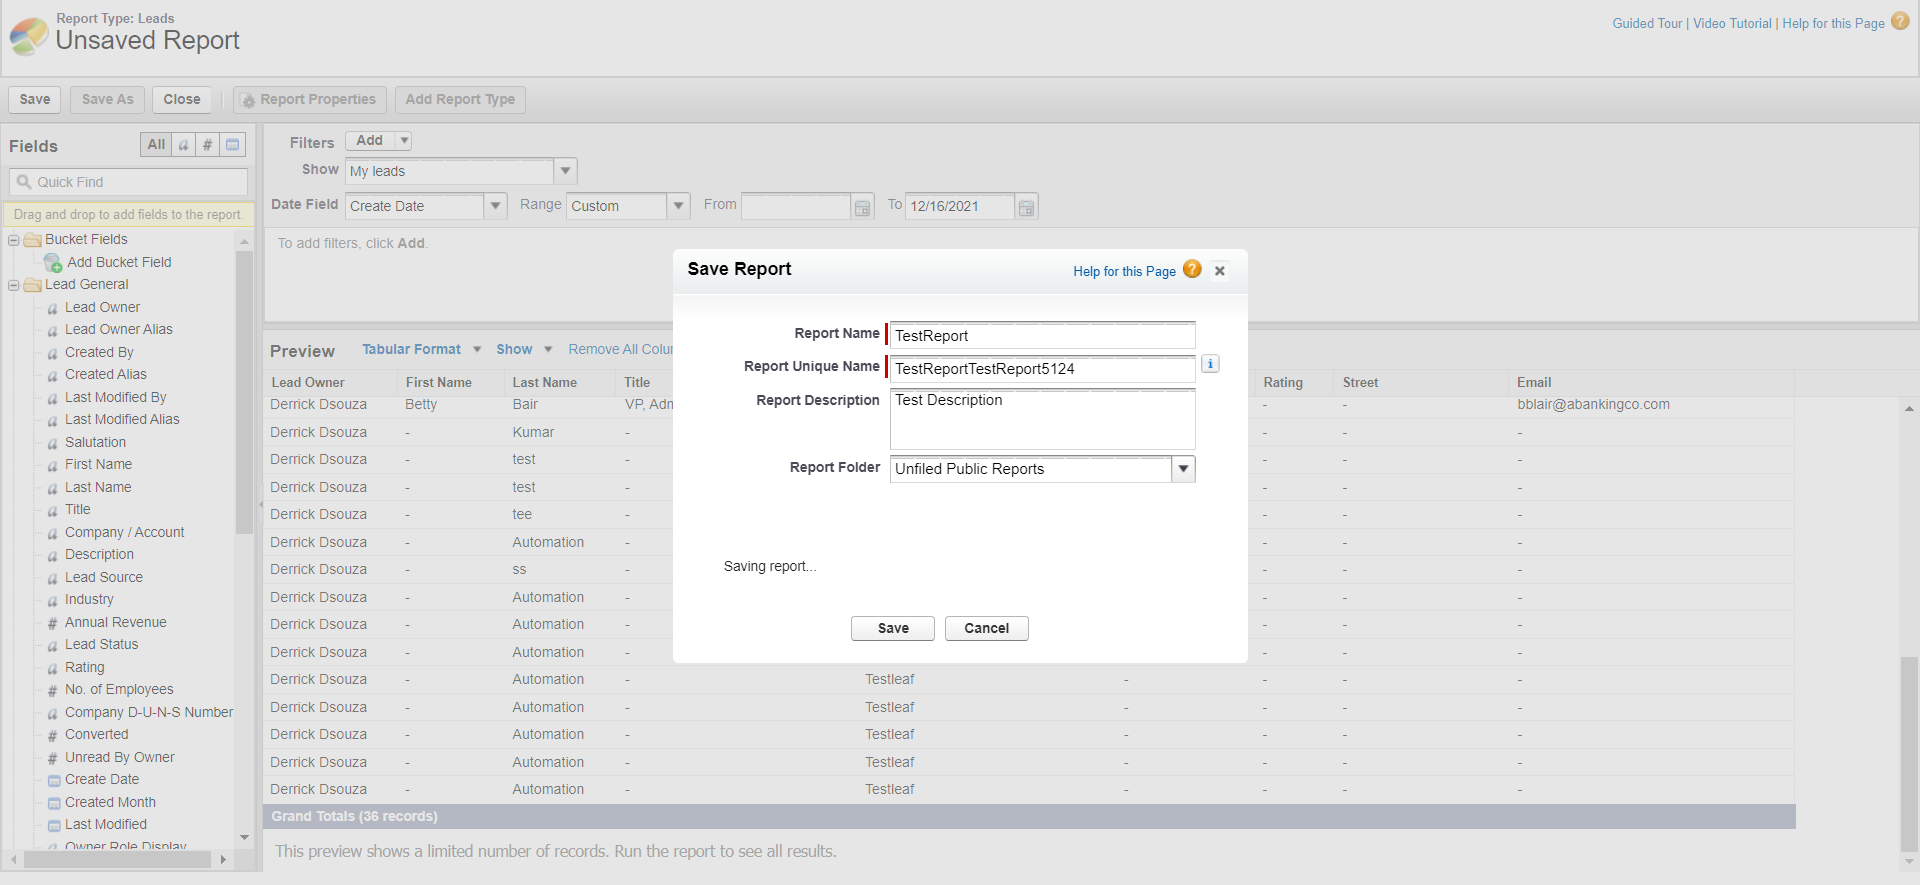 Report Type: Leads
Unsaved Report
Guided Tour | Video Tutorial | Help for this Page ?
Save Save As Close Report Properties Add Report Type
Fields All a #
Quick Find
Drag and drop to add fields to the report.
Bucket Fields
Add Bucket Field
Lead General
a Lead Owner
a Lead Owner Alias
a Created By
a Created Alias
a Last Modified By
a Last Modified Alias
a Salutation
a First Name
a Last Name
a Title
a Company / Account
a Description
a Lead Source
a Industry
# Annual Revenue
a Lead Status
a Rating
# No. of Employees
a Company D-U-N-S Number
# Converted
# Unread By Owner
Create Date
Created Month
Last Modified
Owner Role Display
Filters Add
Show My leads
Date Field Create Date Range Custom From To 12/16/2021
To add filters, click Add.
Preview Tabular Format Show Remove All Colu
Lead Owner First Name Last Name Title Rating Street Email
Derrick Dsouza Betty Bair VP, Adm - - bblair@abankingco.com
Derrick Dsouza - Kumar - - - -
Derrick Dsouza - test - - - -
Derrick Dsouza - test - - - -
Derrick Dsouza - tee - - - -
Derrick Dsouza - Automation - - - -
Derrick Dsouza - ss - - - -
Derrick Dsouza - Automation - - - -
Derrick Dsouza - Automation - - - -
Derrick Dsouza - Automation - - - -
Derrick Dsouza - Automation - Testleaf - - - -
Derrick Dsouza - Automation - Testleaf - - - -
Derrick Dsouza - Automation - Testleaf - - - -
Derrick Dsouza - Automation - Testleaf - - - -
Derrick Dsouza - Automation - Testleaf - - - -
Grand Totals (36 records)
This preview shows a limited number of records. Run the report to see all results.
Save Report Help for this Page ?
Report Name TestReport
Report Unique Name TestReportTestReport5124 i
Report Description Test Description
Report Folder Unfiled Public Reports
Saving report...
Save Cancel